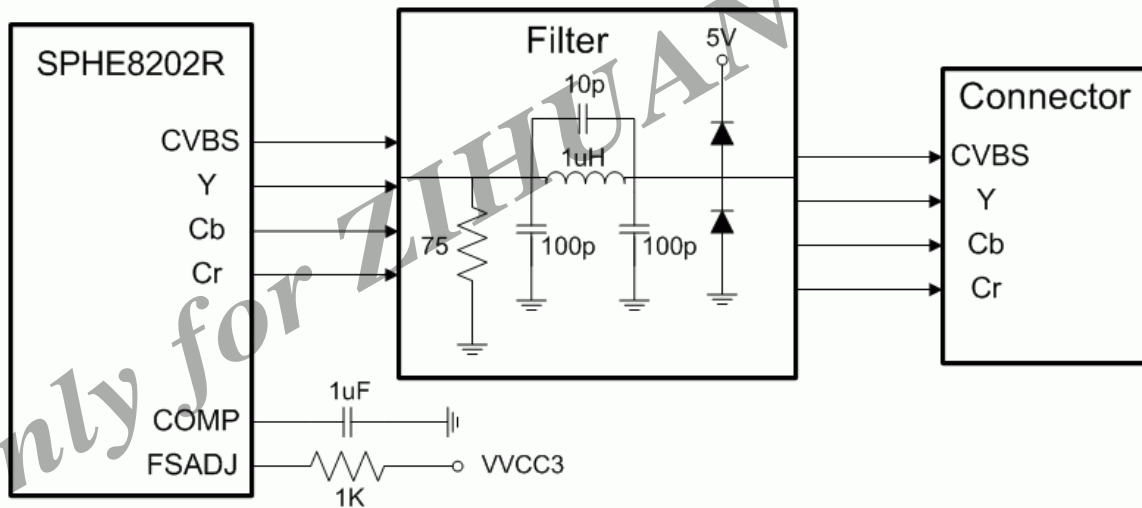 SPHE8202R
CVBS
Y
Cb
Cr
COMP
FSADJ
Filter
5V
10p
1uH
75
100p
100p
Connector
CVBS
Y
Cb
Cr
1uF
1K
VVCC3
only for ZIHUAN